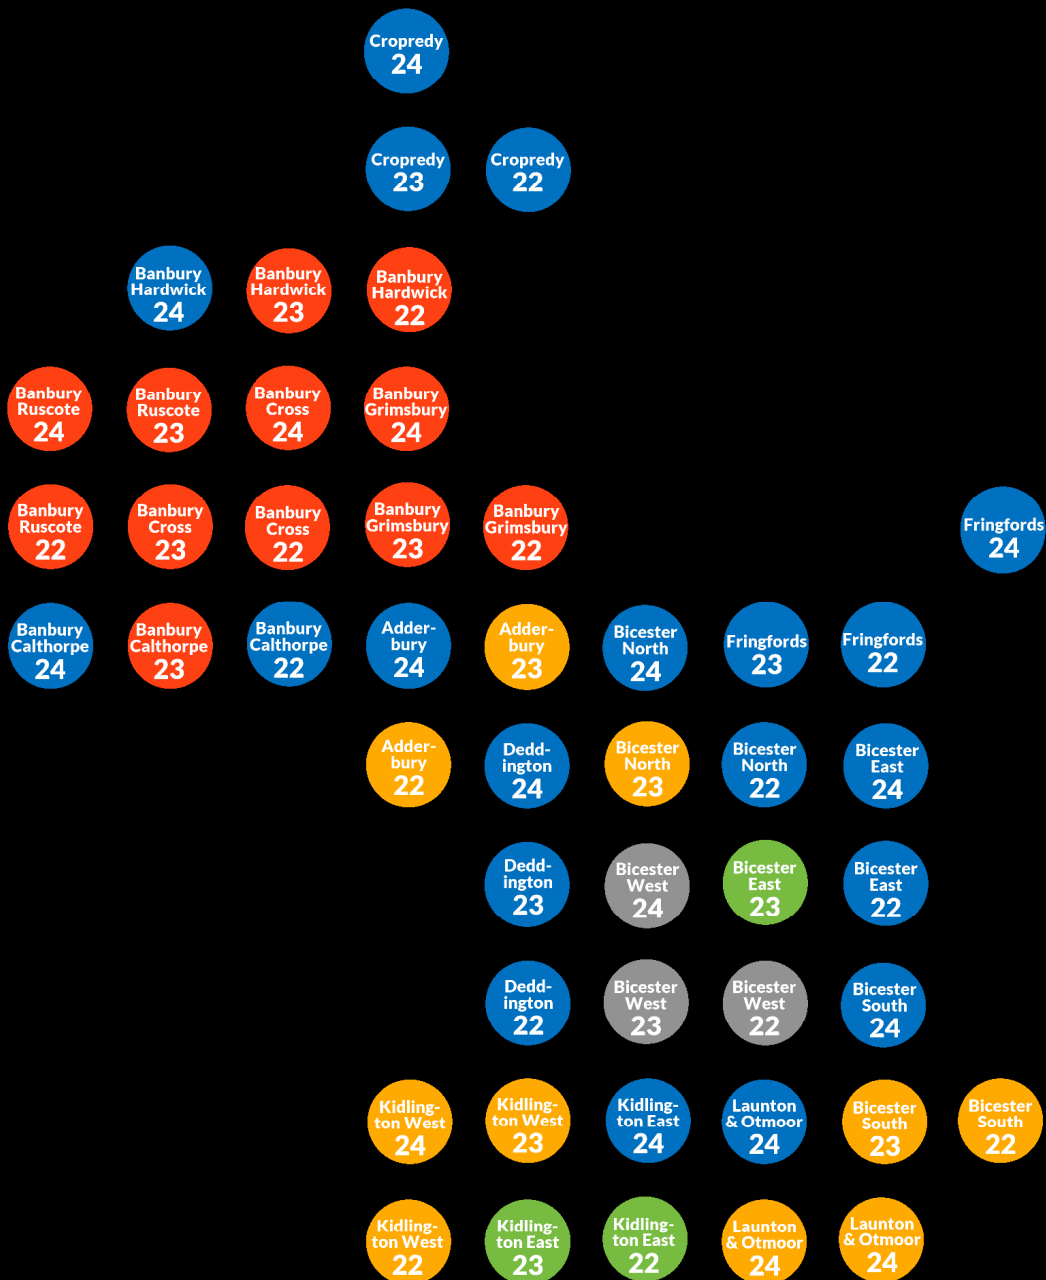 Cropredy
24
Cropredy
23
Cropredy
22
Banbury
Hardwick
24
Banbury
Hardwick
23
Banbury
Hardwick
22
Banbury
Ruscote
24
Banbury
Ruscote
23
Banbury
Cross
24
Banbury
Grimsbury
24
Banbury
Ruscote
22
Banbury
Cross
23
Banbury
Cross
22
Banbury
Grimsbury
23
Banbury
Grimsbury
22
Fringfords
24
Banbury
Calthorpe
24
Banbury
Calthorpe
23
Banbury
Calthorpe
22
Adder-
bury
24
Adder-
bury
23
Bicester
North
24
Fringfords
23
Fringfords
22
Adder-
bury
22
Dedd-
ington
24
Bicester
North
23
Bicester
North
22
Bicester
East
24
Dedd-
ington
23
Bicester
West
24
Bicester
East
23
Bicester
East
22
Dedd-
ington
22
Bicester
West
23
Bicester
West
22
Bicester
South
24
Kidling-
ton West
24
Kidling-
ton West
23
Kidling-
ton East
24
Launton
& Otmoor
24
Bicester
South
23
Bicester
South
22
Kidling-
ton West
22
Kidling-
ton East
23
Kidling-
ton East
22
Launton
& Otmoor
24
Launton
& Otmoor
24